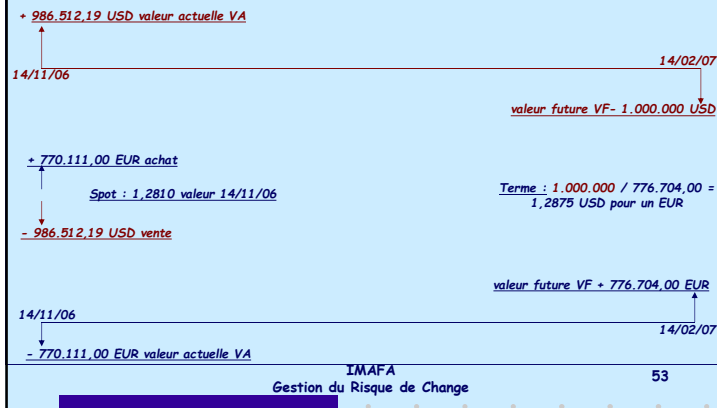 + 986.512,19 USD valeur actuelle VA
14/02/07
14/11/06
valeur future VF- 1.000.000 USD
+ 770.111,00 EUR achat
Spot : 1,2810 valeur 14/11/06
Terme : 1.000.000 / 776.704,00 =
1,2875 USD pour un EUR
- 986.512,19 USD vente
valeur future VF + 776.704,00 EUR
14/11/06
14/02/07
- 770.111,00 EUR valeur actuelle VA
IMAFA
Gestion du Risque de Change
53